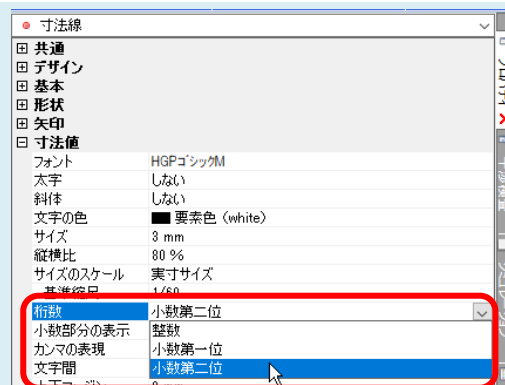 寸法線
共通
デザイン
基本
形状
矢印
寸法値
フォント HGPゴシックM
太字 しない
斜体 しない
文字の色 要素色 (white)
サイズ 3 mm
縦横比 80 %
サイズのスケール 実寸サイズ
基準縮尺 1/60
桁数 小数第二位
小数部分の表示 整数
カンマの表現 小数第一位
文字間 小数第二位